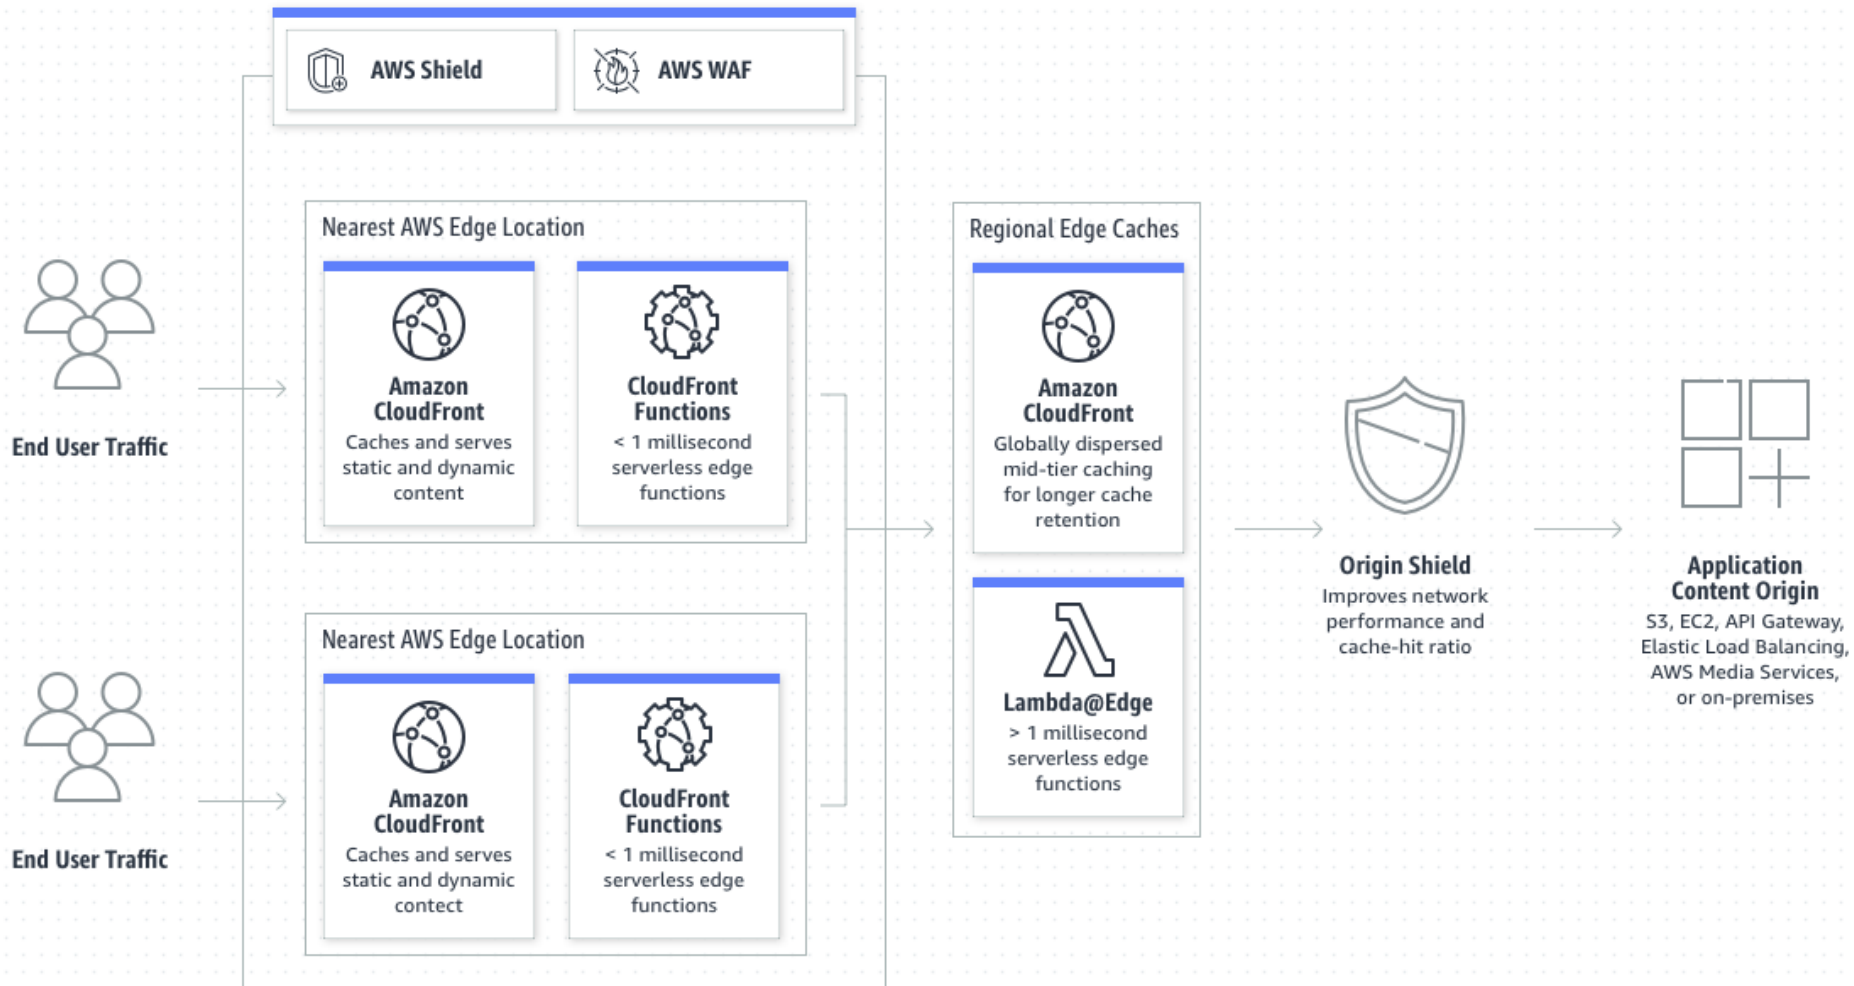 AWS Shield
AWS WAF
Nearest AWS Edge Location
Amazon
CloudFront
Caches and serves
static and dynamic
content
CloudFront
Functions
< 1 millisecond
serverless edge
functions
End User Traffic
Nearest AWS Edge Location
Amazon
CloudFront
Caches and serves
static and dynamic
contect
CloudFront
Functions
< 1 millisecond
serverless edge
functions
End User Traffic
Regional Edge Caches
Amazon
CloudFront
Globally dispersed
mid-tier caching
for longer cache
retention
Lambda@Edge
> 1 millisecond
serverless edge
functions
Origin Shield
Improves network
performance and
cache-hit ratio
Application
Content Origin
S3, EC2, API Gateway,
Elastic Load Balancing,
AWS Media Services,
or on-premises